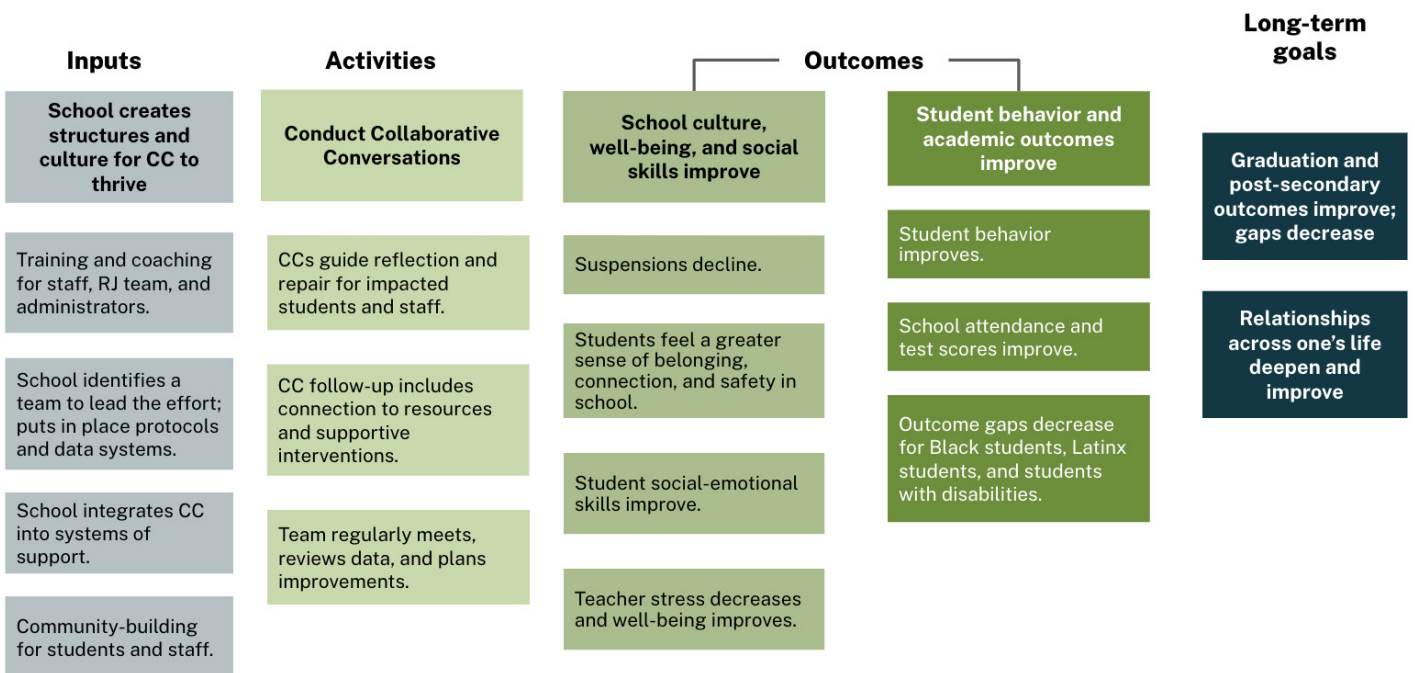 Inputs
School creates
structures and
culture for CC to
thrive
Training and coaching
for staff, RJ team, and
administrators.
School identifies a
team to lead the effort;
puts in place protocols
and data systems.
School integrates CC
into systems of
support.
Community-building
for students and staff.
Activities
Conduct Collaborative
Conversations
CCs guide reflection and
repair for impacted
students and staff.
CC follow-up includes
connection to resources
and supportive
interventions.
Team regularly meets,
reviews data, and plans
improvements.
Outcomes
School culture,
well-being, and social
skills improve
Suspensions decline.
Students feel a greater
sense of belonging,
connection, and safety in
school.
Student social-emotional
skills improve.
Teacher stress decreases
and well-being improves.
Student behavior and
academic outcomes
improve
Student behavior
improves.
School attendance and
test scores improve.
Outcome gaps decrease
for Black students, Latinx
students, and students
with disabilities.
Long-term
goals
Graduation and
post-secondary
outcomes improve;
gaps decrease
Relationships
across one’s life
deepen and
improve